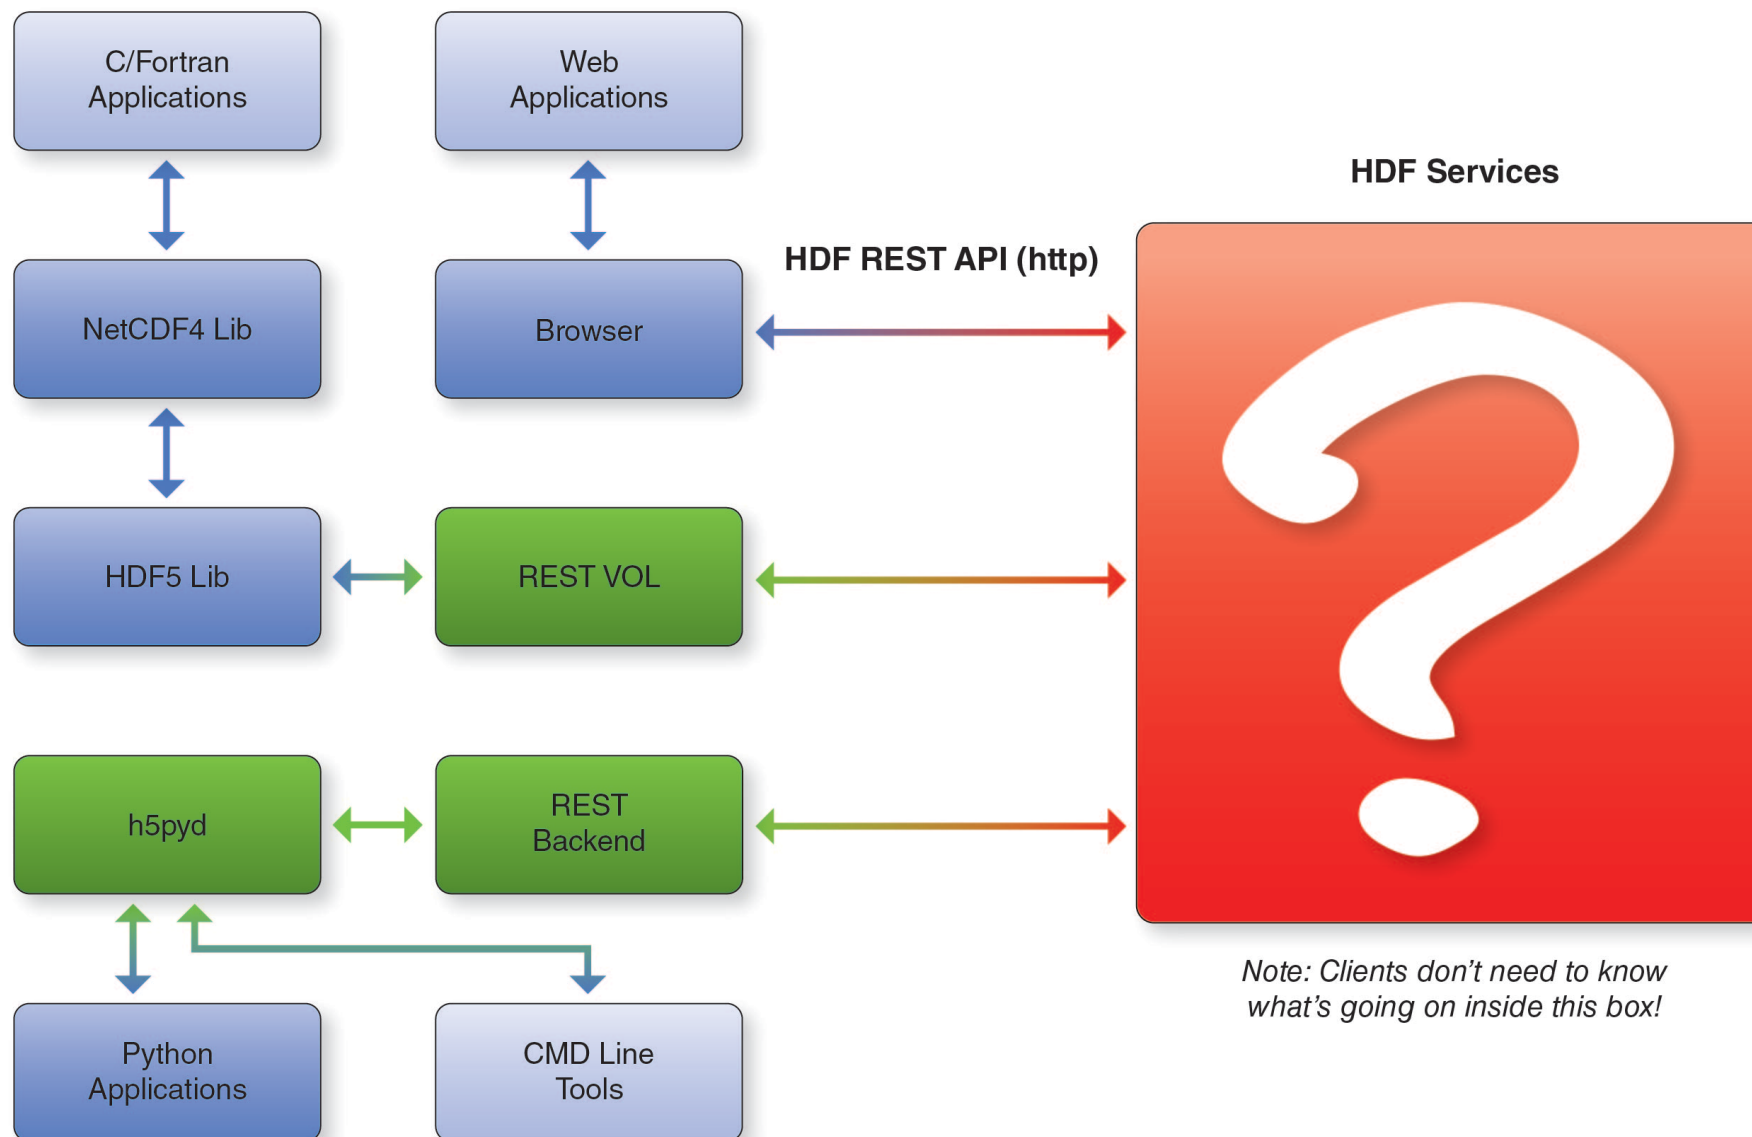 C/Fortran
Applications
Web
Applications
HDF Services
HDF REST API (http)
NetCDF4 Lib
Browser
HDF5 Lib
REST VOL
h5pyd
REST
Backend
Note: Clients don't need to know
what's going on inside this box!
Python
Applications
CMD Line
Tools